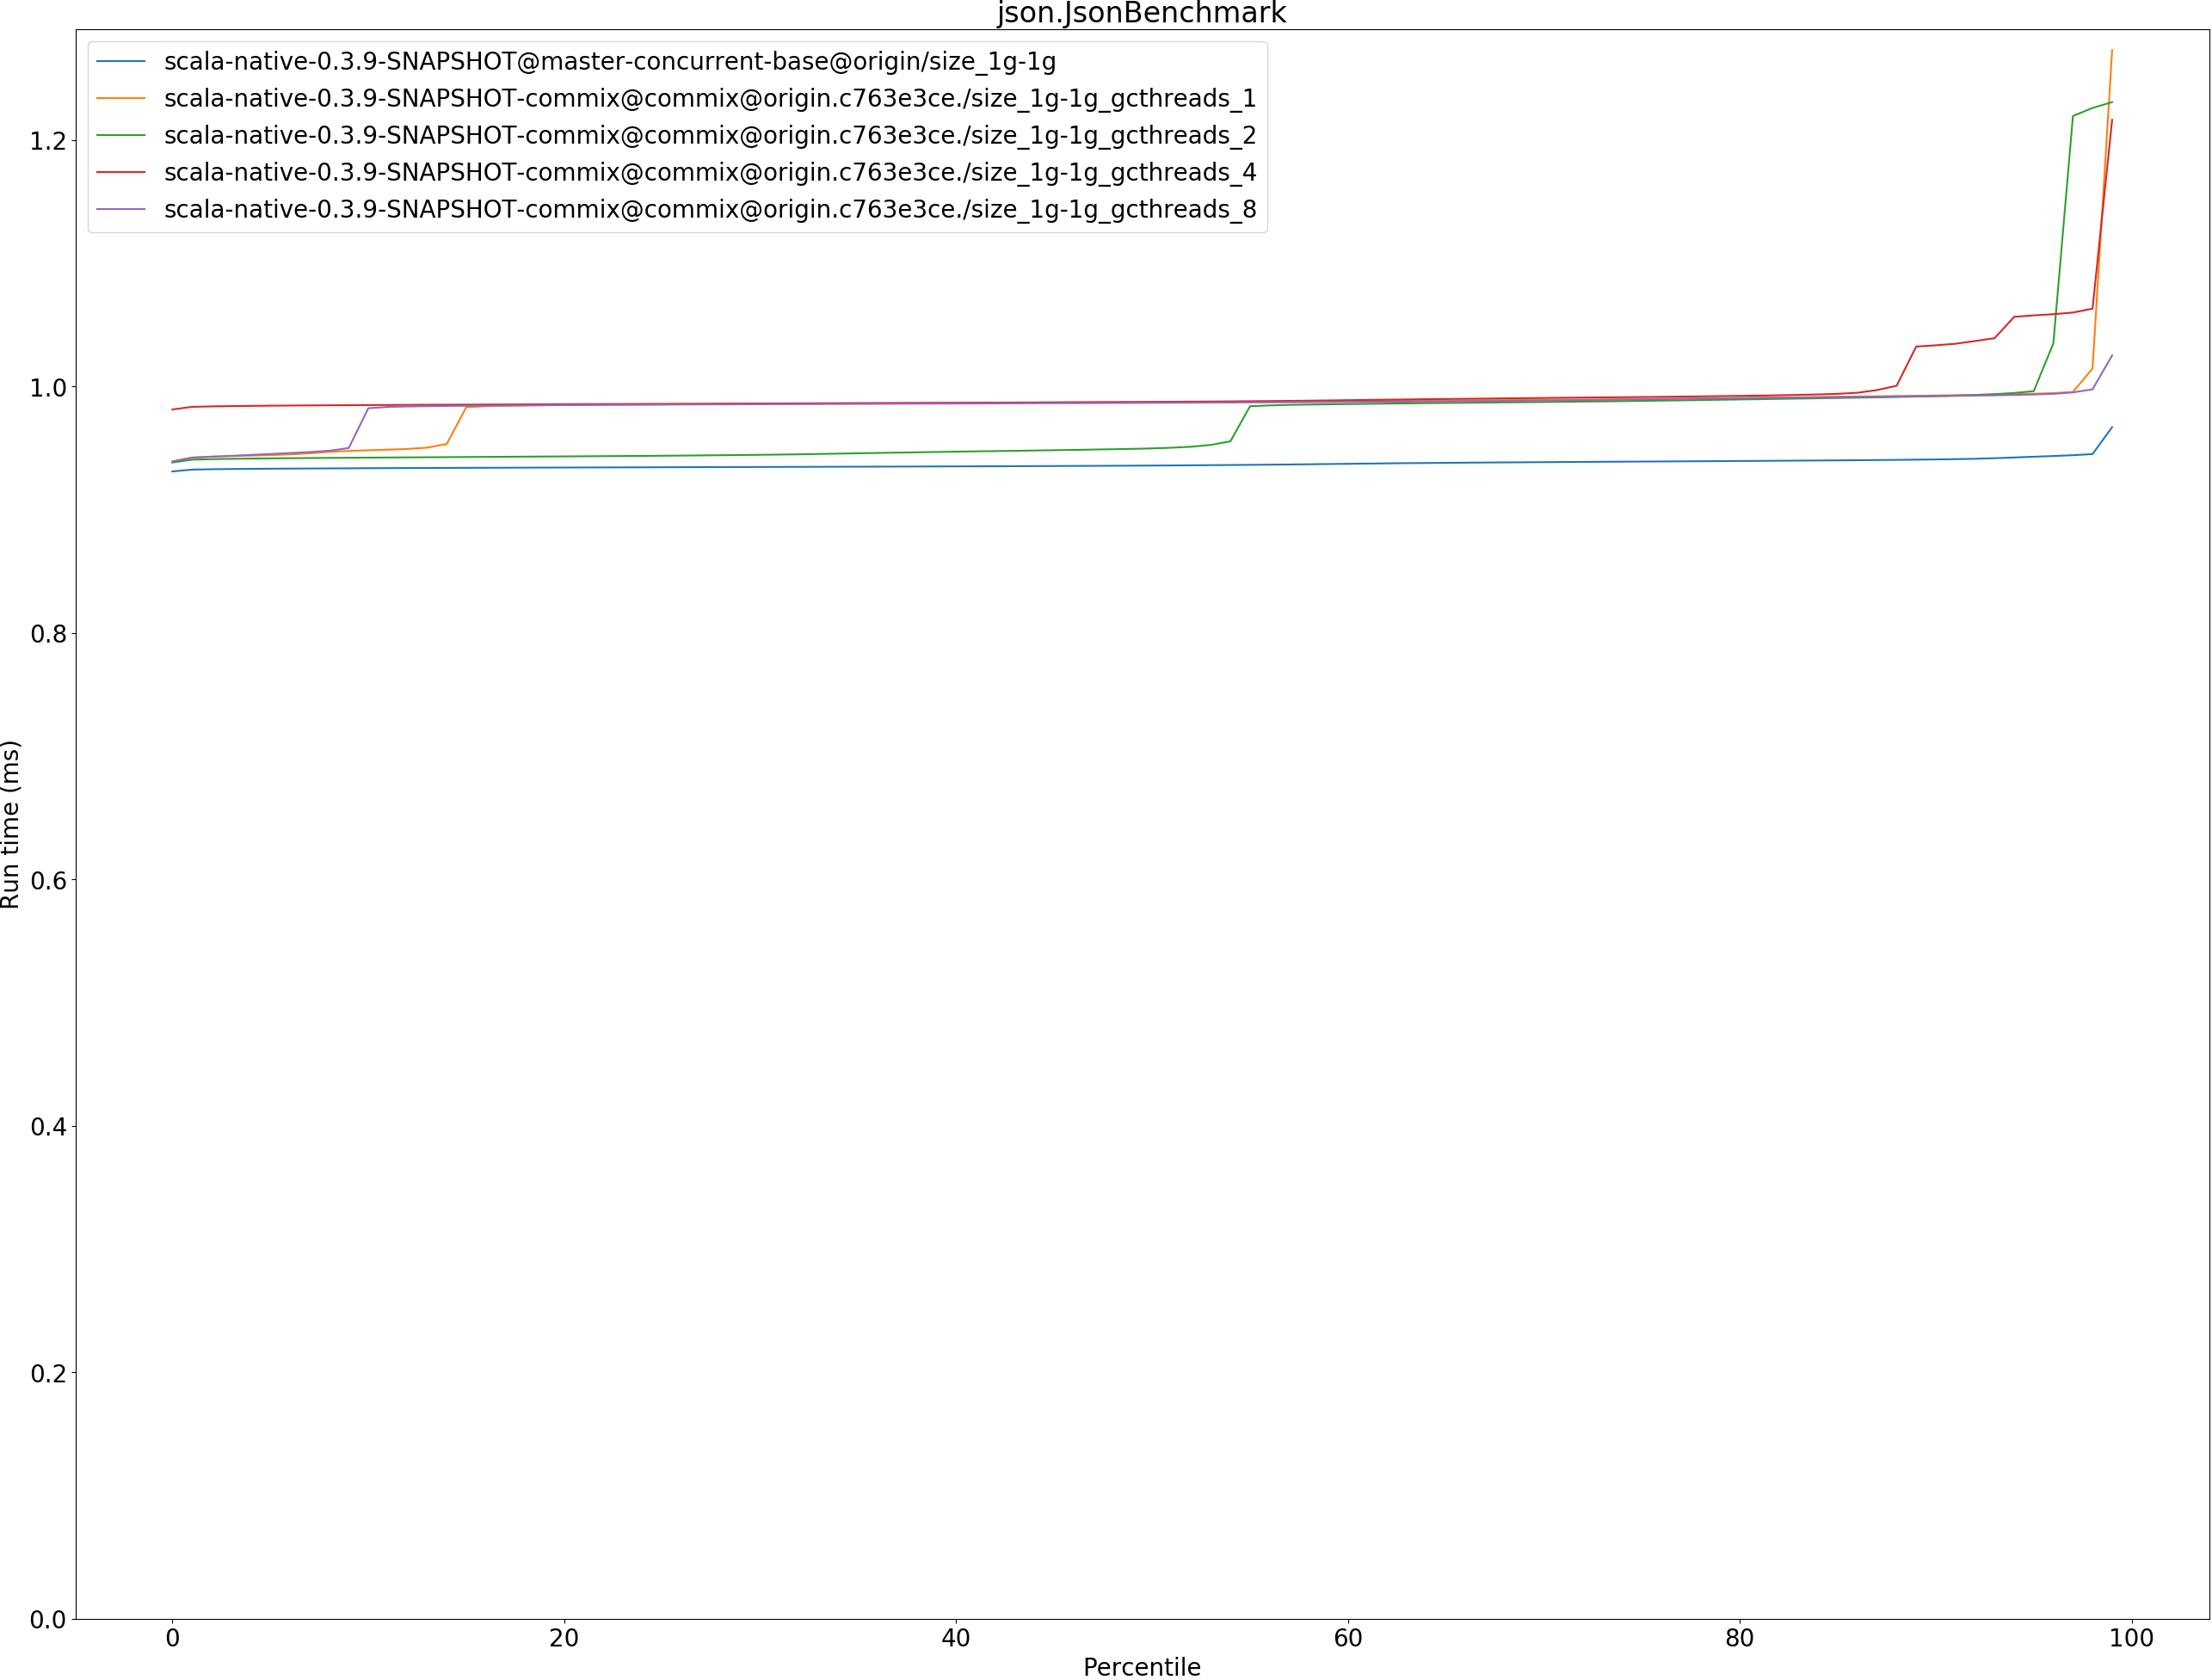 json.JsonBenchmark
scala-native-0.3.9-SNAPSHOT@master-concurrent-base@origin/size_1g-1g
scala-native-0.3.9-SNAPSHOT-commix@commix@origin.c763e3ce./size_1g-1g_gcthreads_1
scala-native-0.3.9-SNAPSHOT-commix@commix@origin.c763e3ce./size_1g-1g_gcthreads_2
scala-native-0.3.9-SNAPSHOT-commix@commix@origin.c763e3ce./size_1g-1g_gcthreads_4
scala-native-0.3.9-SNAPSHOT-commix@commix@origin.c763e3ce./size_1g-1g_gcthreads_8
1.2
1.0
0.8
0.6
0.4
0.2
0.0
Run time (ms)
0 20 40 60 80 100
Percentile